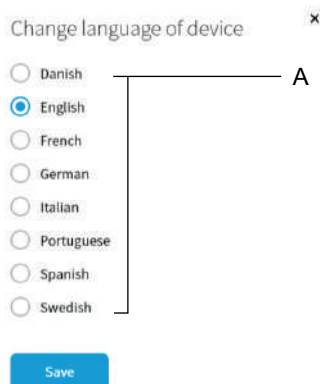 Change language of device
×
Danish
A
English
French
German
Italian
Portuguese
Spanish
Swedish
Save